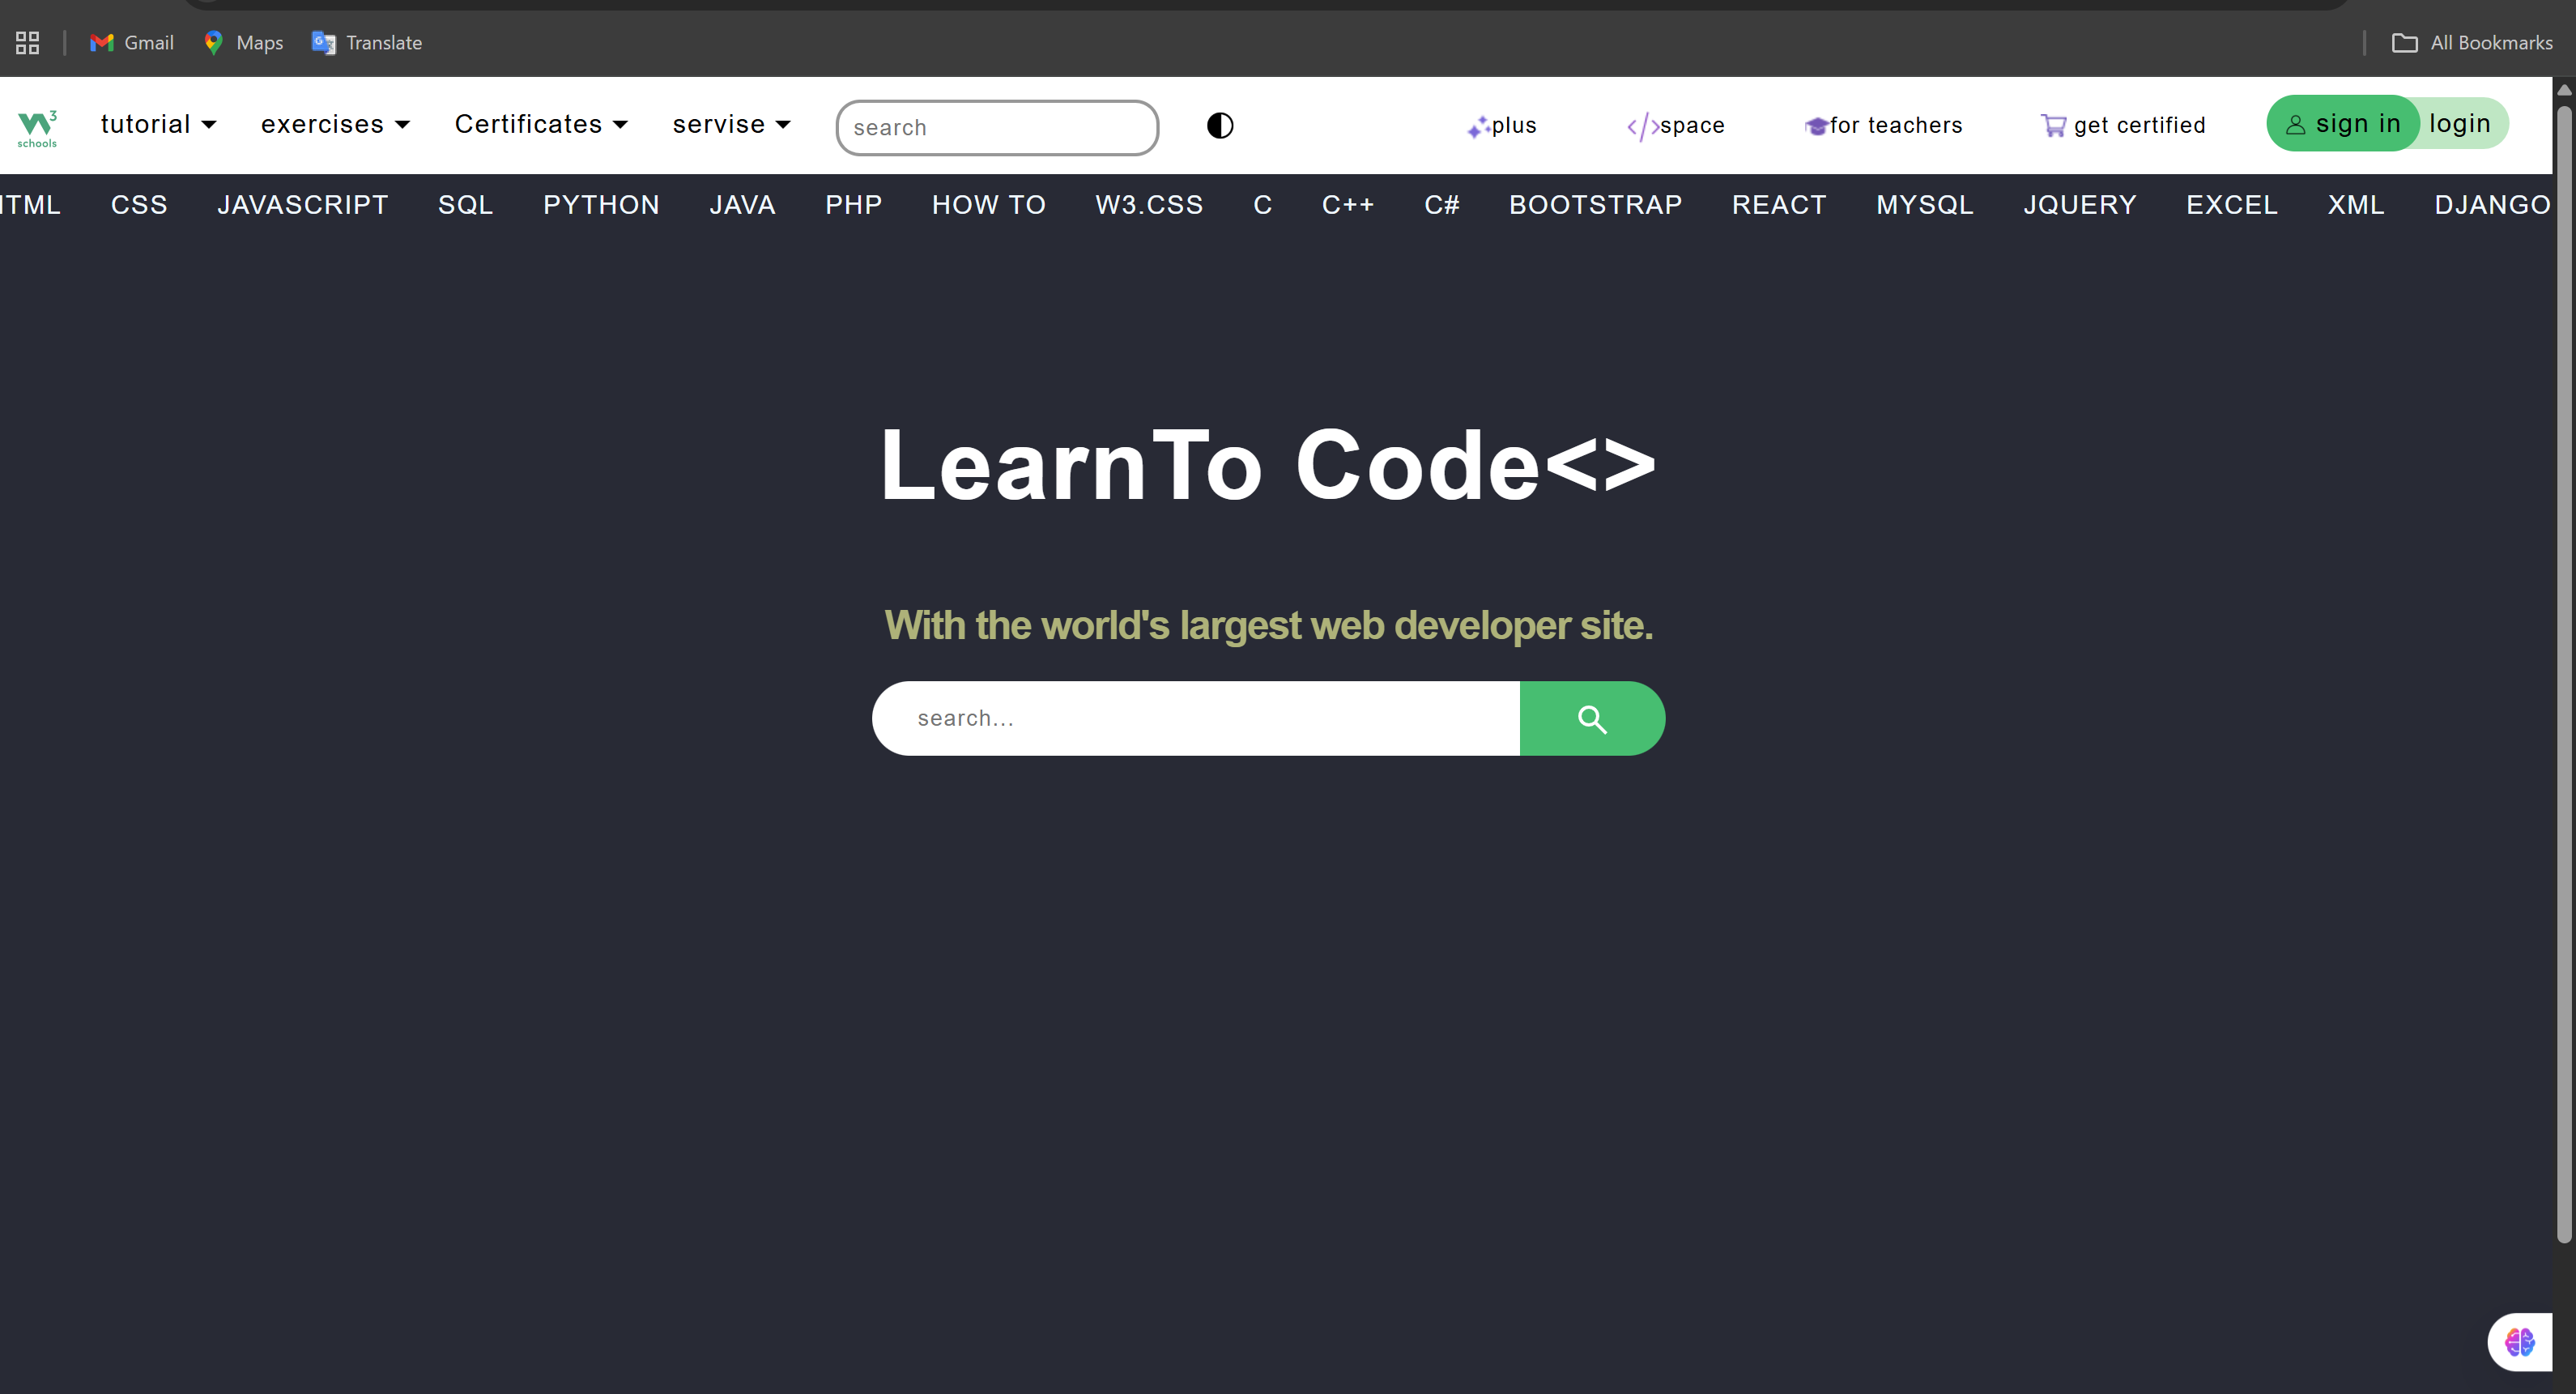 Gmail Maps Translate All Bookmarks
W3 schools tutorial exercises Certificates servise search plus </>space for teachers get certified sign in login
TML CSS JAVASCRIPT SQL PYTHON JAVA PHP HOW TO W3.CSS C C++ C# BOOTSTRAP REACT MYSQL JQUERY EXCEL XML DJANGO
LearnTo Code<>
With the world's largest web developer site.
search...